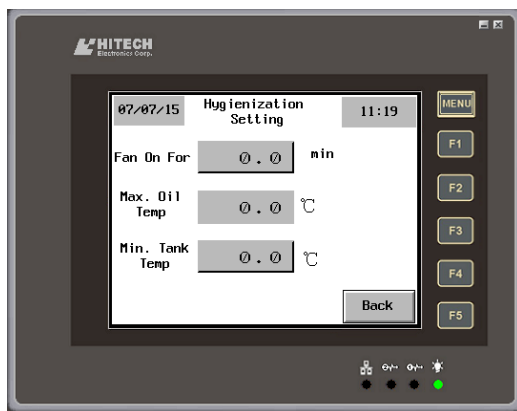 HITECH
Electronics Corp.
07/07/15 Hygienization Setting 11:19
MENU
Fan On For 0.0 min
F1
Max. Oil Temp 0.0 ℃
F2
F3
Min. Tank Temp 0.0 ℃
F4
Back
F5